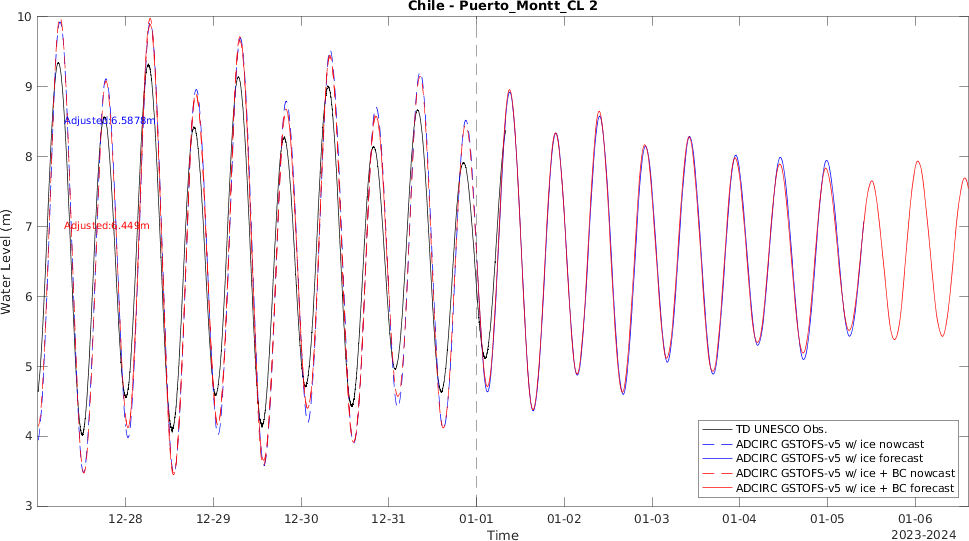 Chile - Puerto_Montt_CL 2
10
9
8
7
6
5
4
3
Water Level (m)
Adjusted:6.5878m
Adjusted:6.449m
TD UNESCO Obs.
ADCIRC GSTOFS-v5 w/ ice nowcast
ADCIRC GSTOFS-v5 w/ ice forecast
ADCIRC GSTOFS-v5 w/ ice + BC nowcast
ADCIRC GSTOFS-v5 w/ ice + BC forecast
12-28 12-29 12-30 12-31 01-01 01-02 01-03 01-04 01-05 01-06
Time
2023-2024